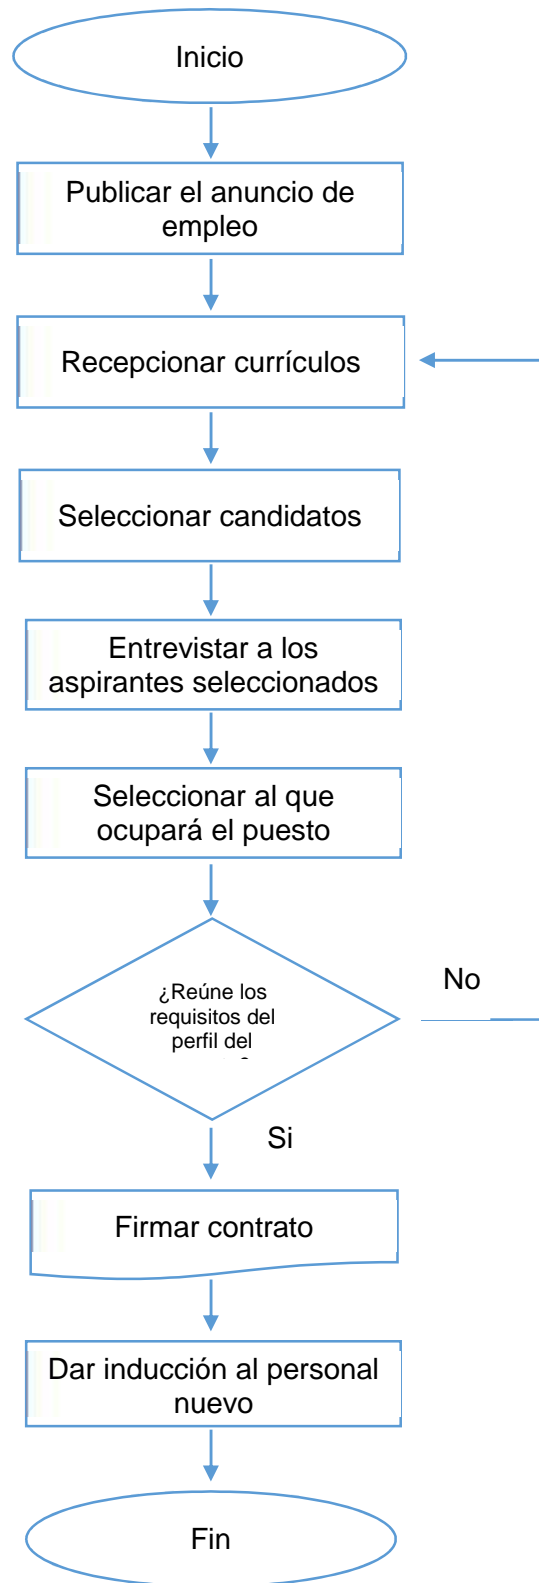 Inicio
Publicar el anuncio de
empleo
Recepcionar currículos
Seleccionar candidatos
Entrevistar a los
aspirantes seleccionados
Seleccionar al que
ocupará el puesto
¿Reúne los
requisitos del
perfil del
No
Si
Firmar contrato
Dar inducción al personal
nuevo
Fin